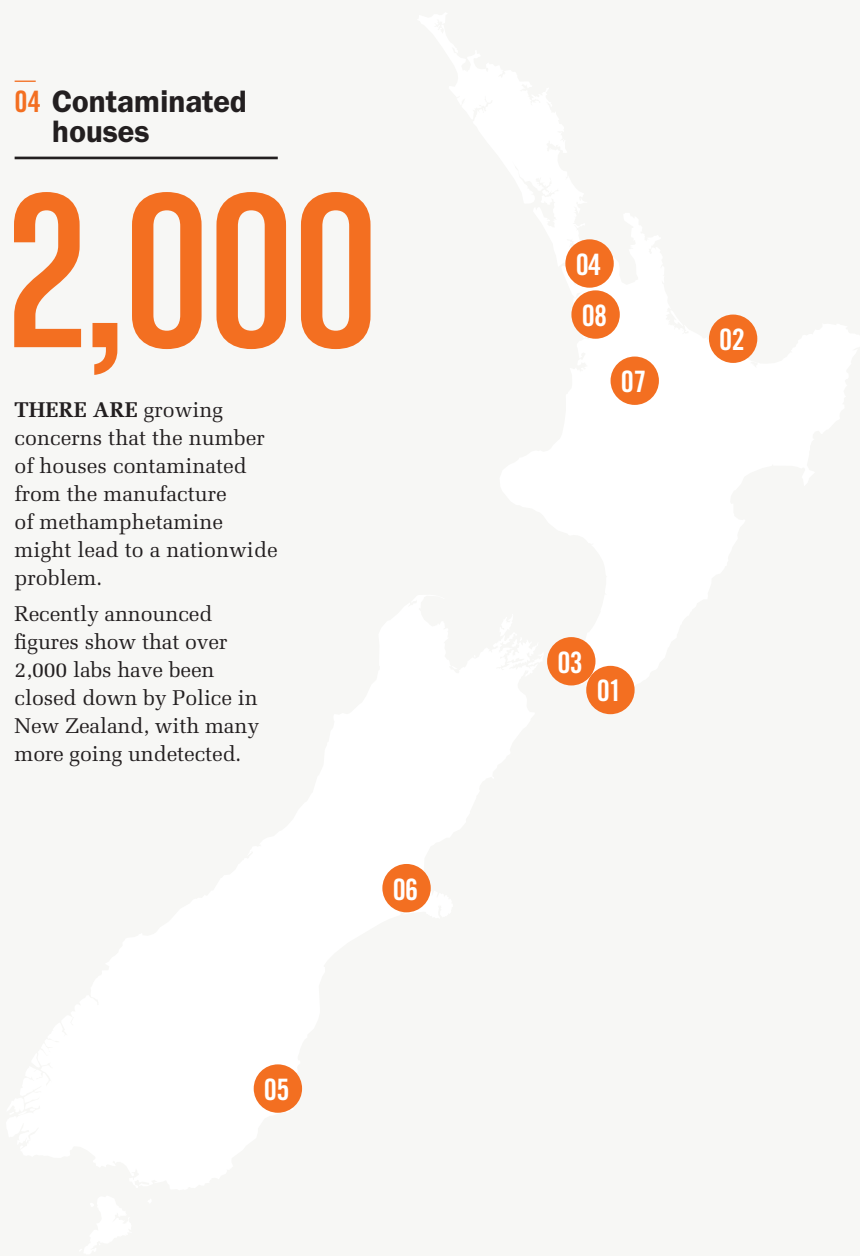 04 Contaminated
houses
2,000
THERE ARE growing
concerns that the number
of houses contaminated
from the manufacture
of methamphetamine
might lead to a nationwide
problem.
Recently announced
figures show that over
2,000 labs have been
closed down by Police in
New Zealand, with many
more going undetected.
04
08
02
07
03
01
06
05